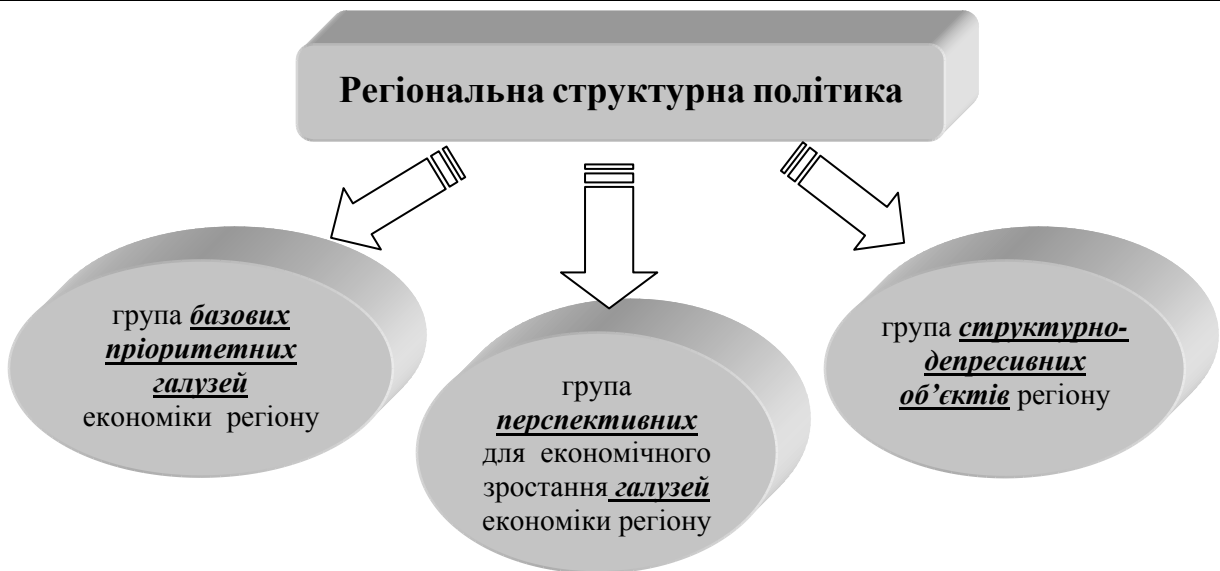 Регіональна структурна політика
група базових
пріоритетних
галузей
економіки регіону
група
перспективних
для економічного
зростання галузей
економіки регіону
група структурно-
депресивних
об’єктів регіону